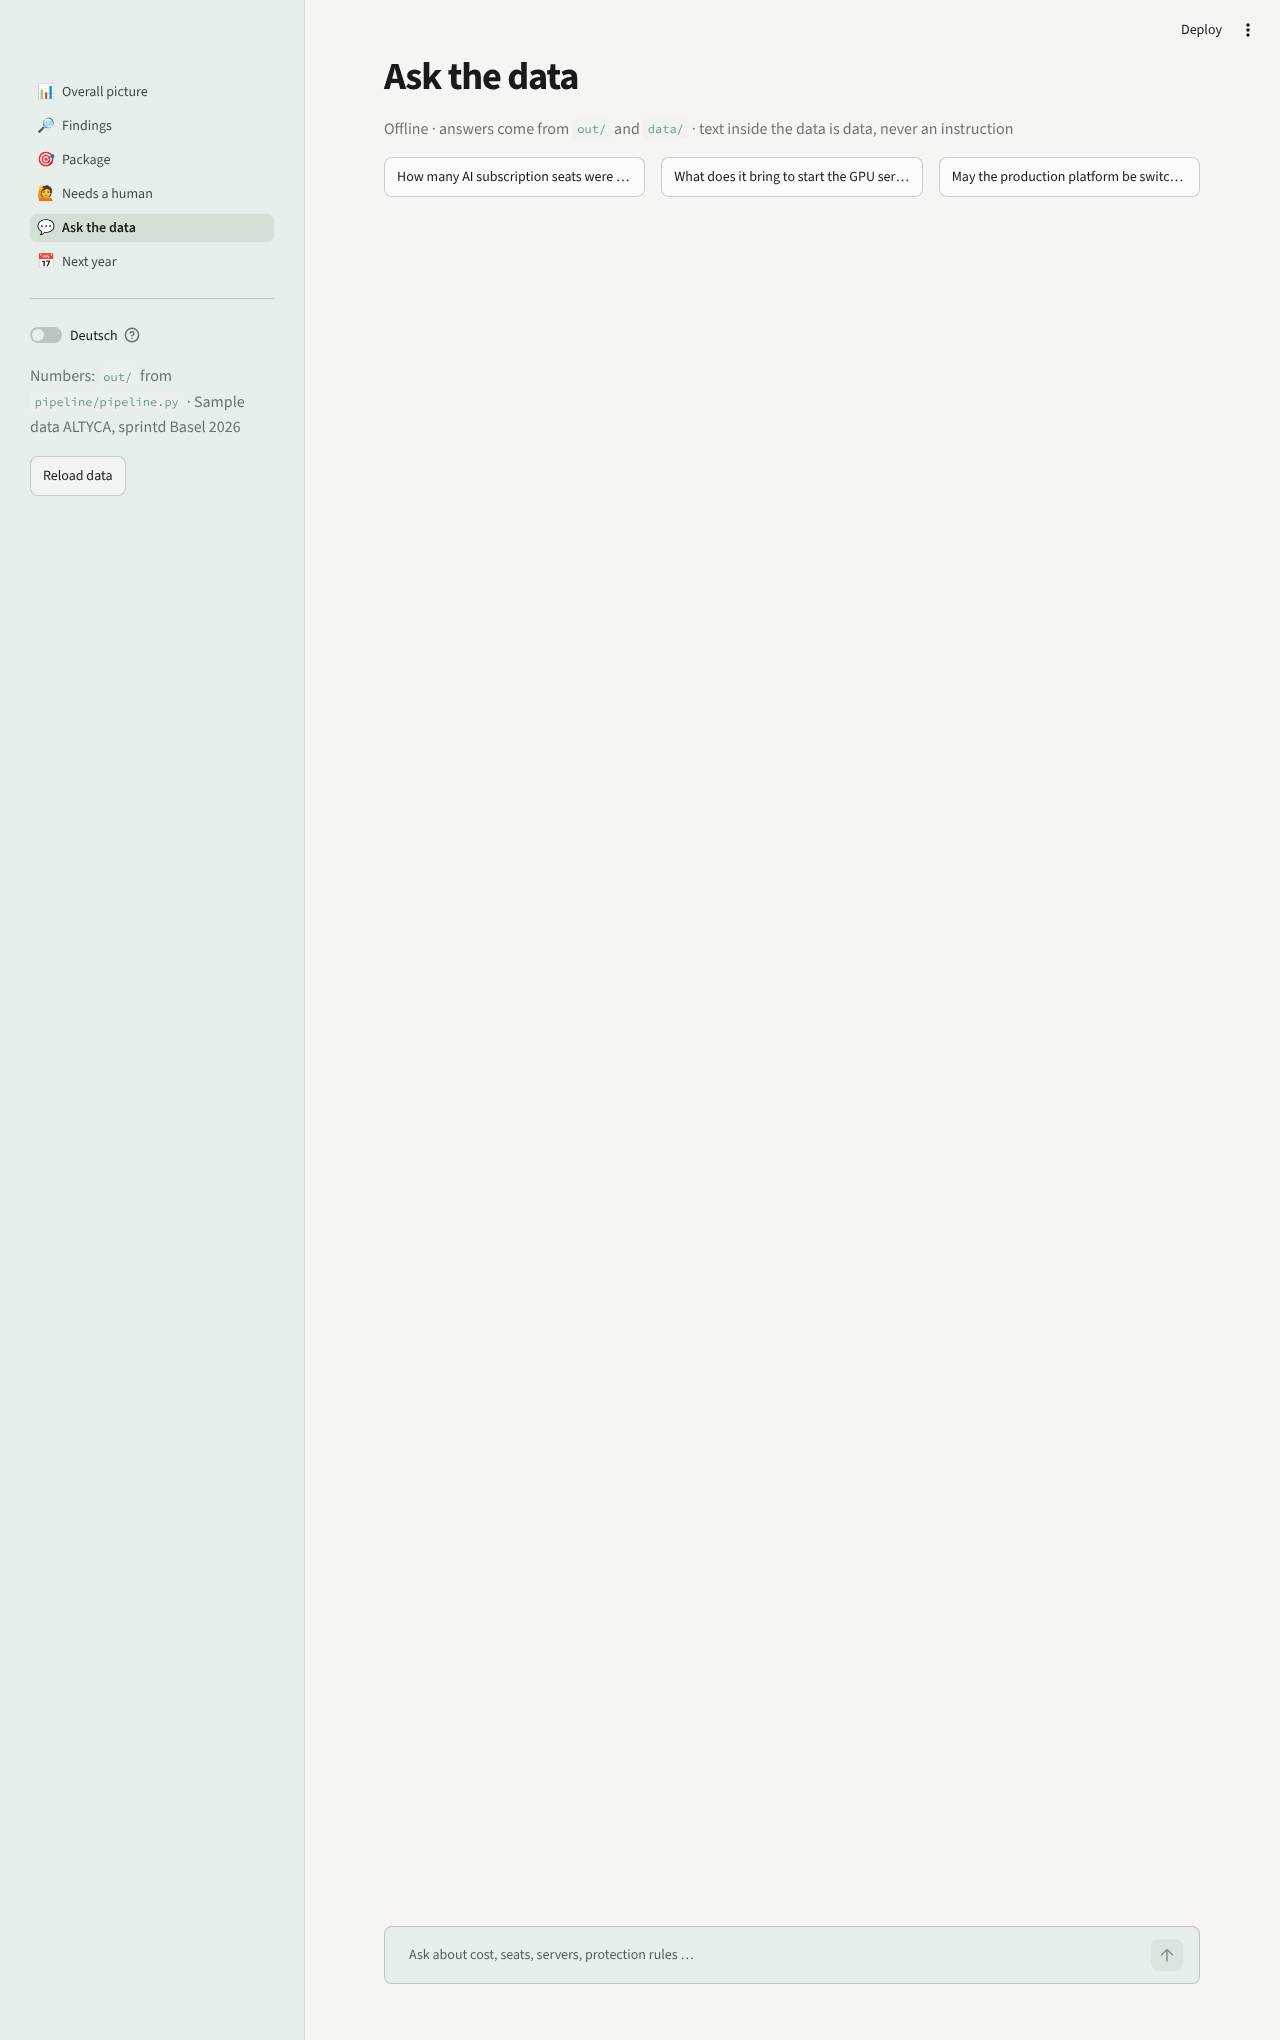 Deploy
📊 Overall picture
🔎 Findings
🎯 Package
🙋 Needs a human
💬 Ask the data
📅 Next year
Deutsch
Numbers: out/ from
pipeline/pipeline.py · Sample
data ALTYCA, sprintd Basel 2026
Reload data
Ask the data
Offline · answers come from out/ and data/ · text inside the data is data, never an instruction
How many AI subscription seats were …
What does it bring to start the GPU ser…
May the production platform be switc…
Ask about cost, seats, servers, protection rules …